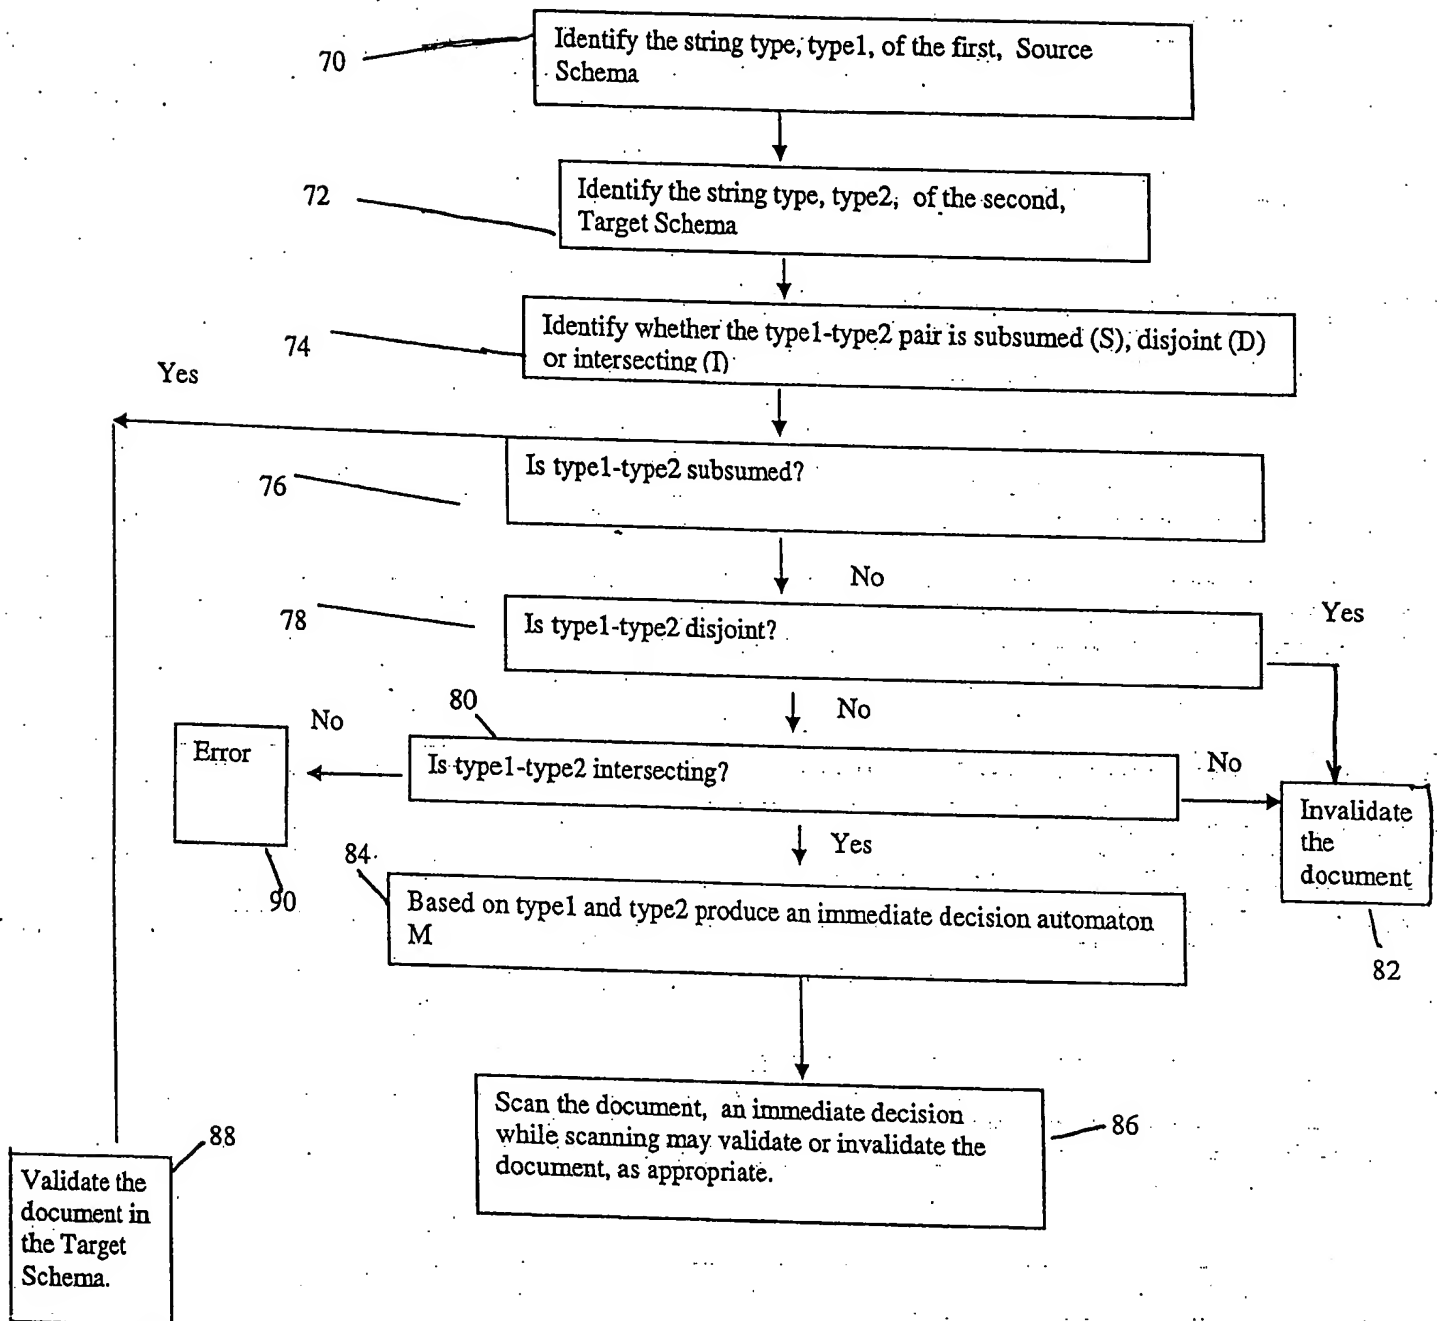 70
Identify the string type, type1, of the first, Source
Schema
72
Identify the string type, type2, of the second,
Target Schema
74
Identify whether the type1-type2 pair is subsumed (S), disjoint (D)
or intersecting (I)
Yes
76
Is type1-type2 subsumed?
No
78
Is type1-type2 disjoint?
Yes
No
80
No
Error
Is type1-type2 intersecting?
No
Invalidate
the
document
90
Yes
82
84
Based on type1 and type2 produce an immediate decision automaton
M
Scan the document, an immediate decision
while scanning may validate or invalidate the
document, as appropriate.
86
88
Validate the
document in
the Target
Schema.